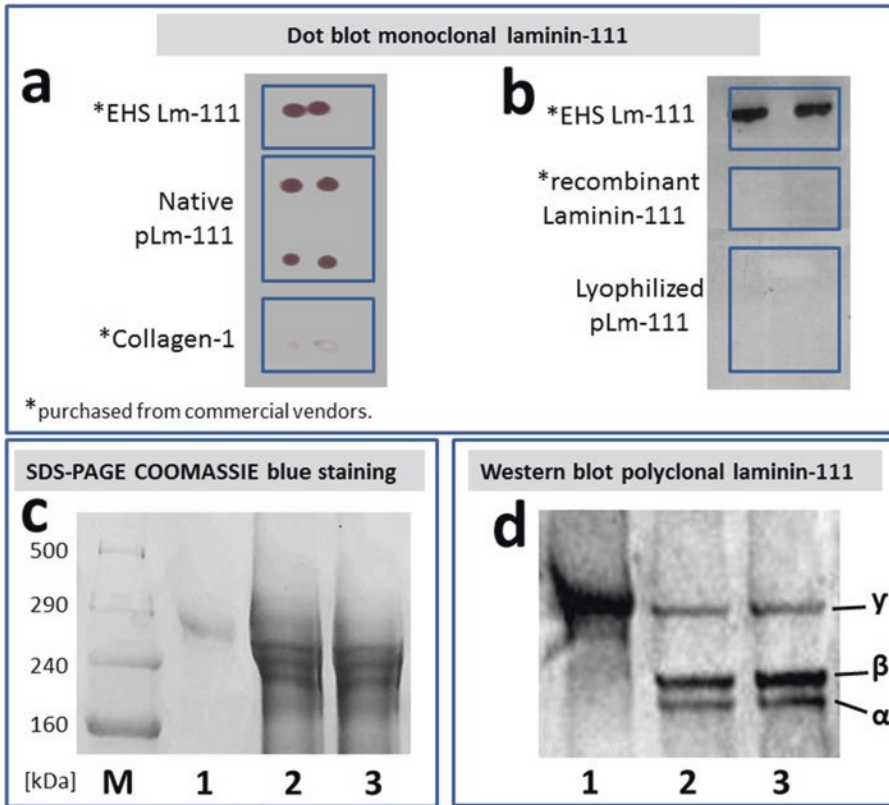 Dot blot monoclonal laminin-111
a
*EHS Lm-111
Native
pLm-111
*Collagen-1
*purchased from commercial vendors.
b
*EHS Lm-111
*recombinant
Laminin-111
Lyophilized
pLm-111
SDS-PAGE COOMASSIE blue staining
c
500
290
240
160
[kDa] M 1 2 3
Western blot polyclonal laminin-111
d
γ
β
α
1 2 3